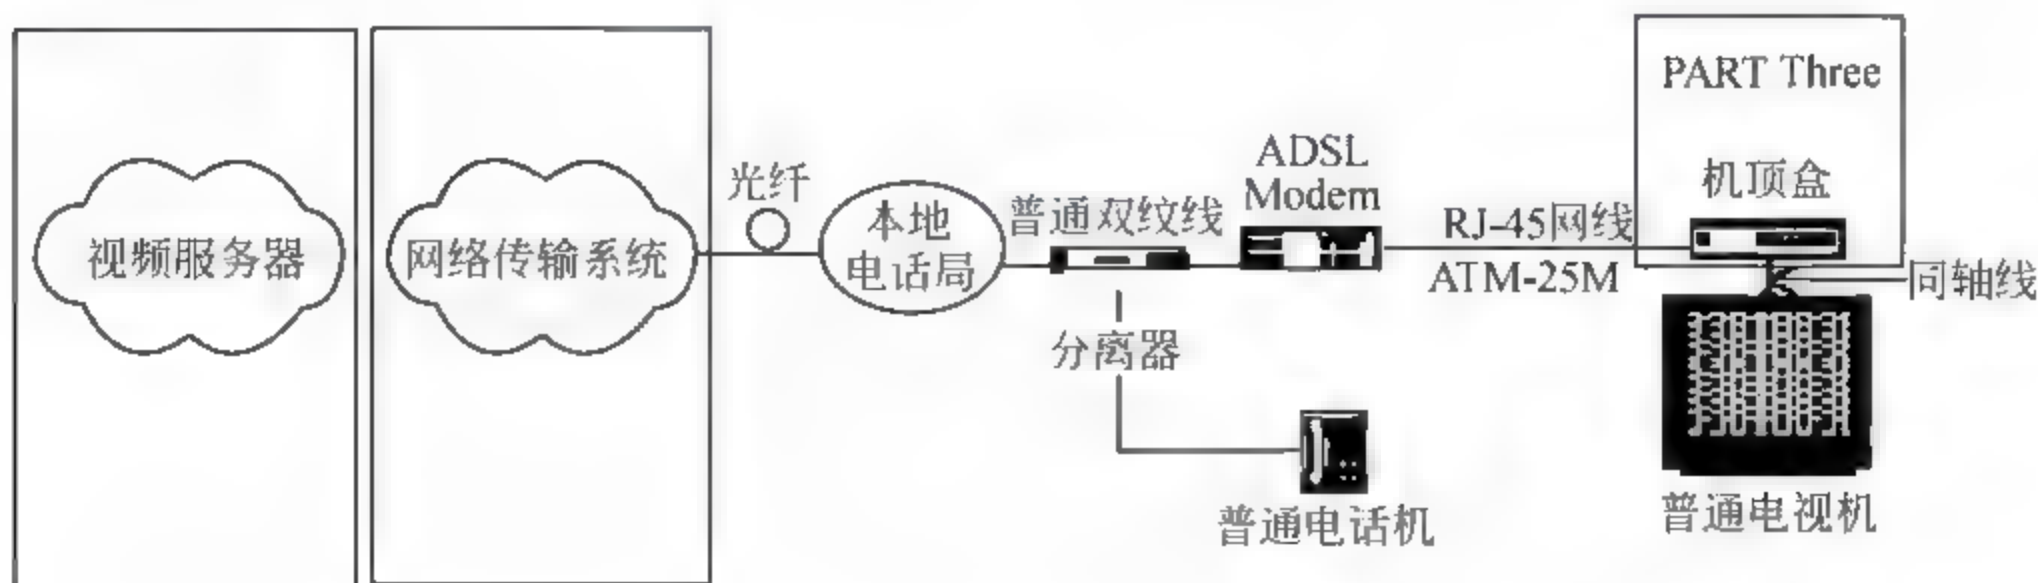 视频服务器
网络传输系统
光纤
本地
电话局
普通双绞线
分离器
普通电话机
ADSL
Modem
RJ-45网线
ATM-25M
PART Three
机顶盒
同轴线
普通电视机